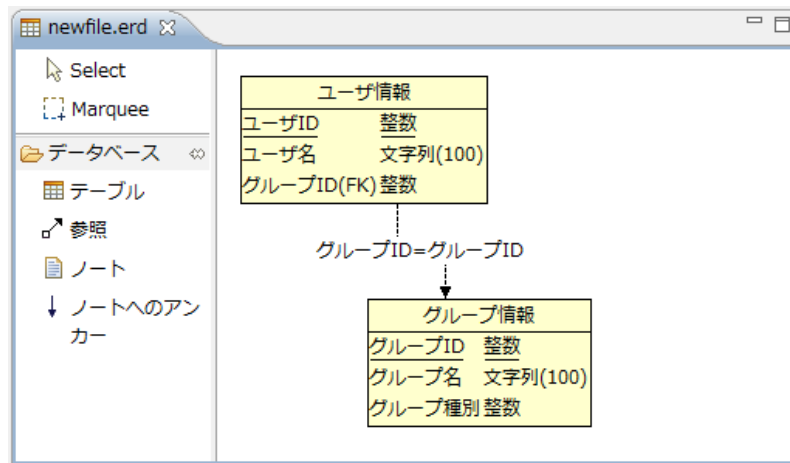 newfile.erd
Select
Marquee
データベース
テーブル
参照
ノート
ノートへのアン
カー
ユーザ情報
ユーザID 整数
ユーザ名 文字列(100)
グループID(FK) 整数
グループID=グループID
グループ情報
グループID 整数
グループ名 文字列(100)
グループ種別 整数